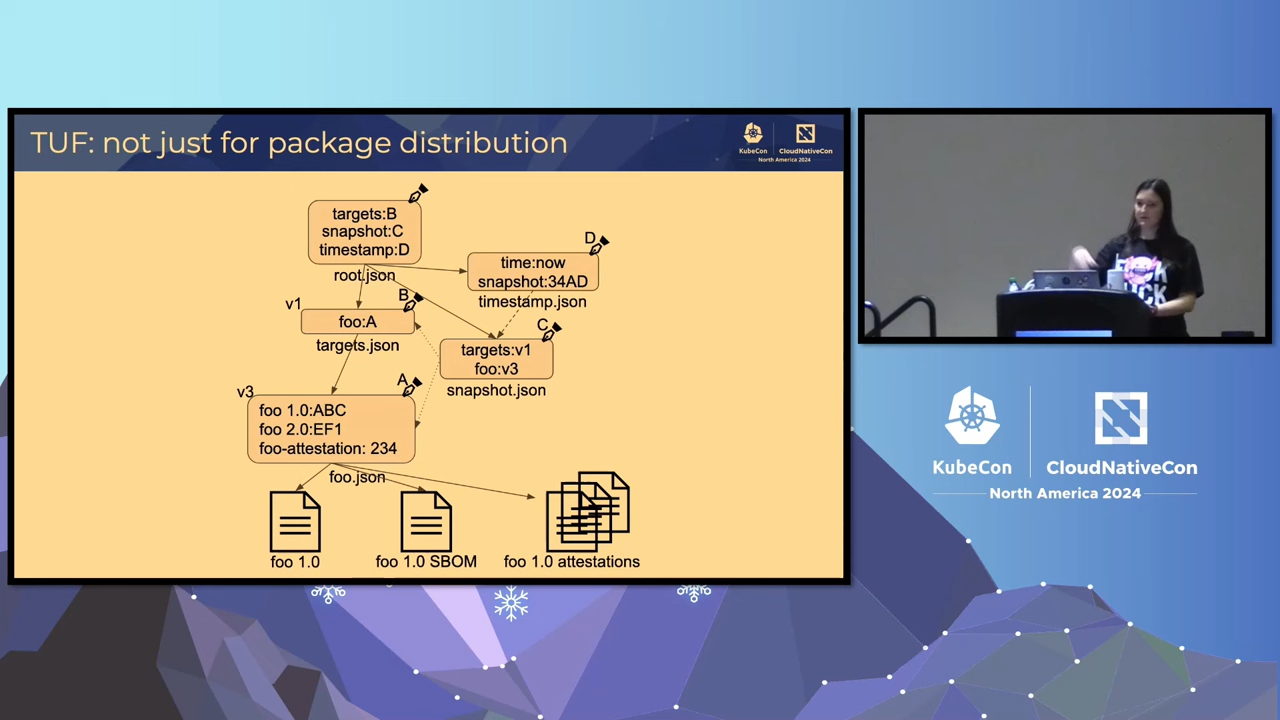 TUF: not just for package distribution
KubeCon
CloudNativeCon
North America 2024
targets:B
snapshot:C
timestamp:D
root.json
D
time:now
snapshot:34AD
timestamp.json
v1
B
foo:A
targets.json
C
targets:v1
foo:v3
snapshot.json
v3
A
foo 1.0:ABC
foo 2.0:EF1
foo-attestation: 234
foo.json
foo 1.0
foo 1.0 SBOM
foo 1.0 attestations
KubeCon
CloudNativeCon
North America 2024